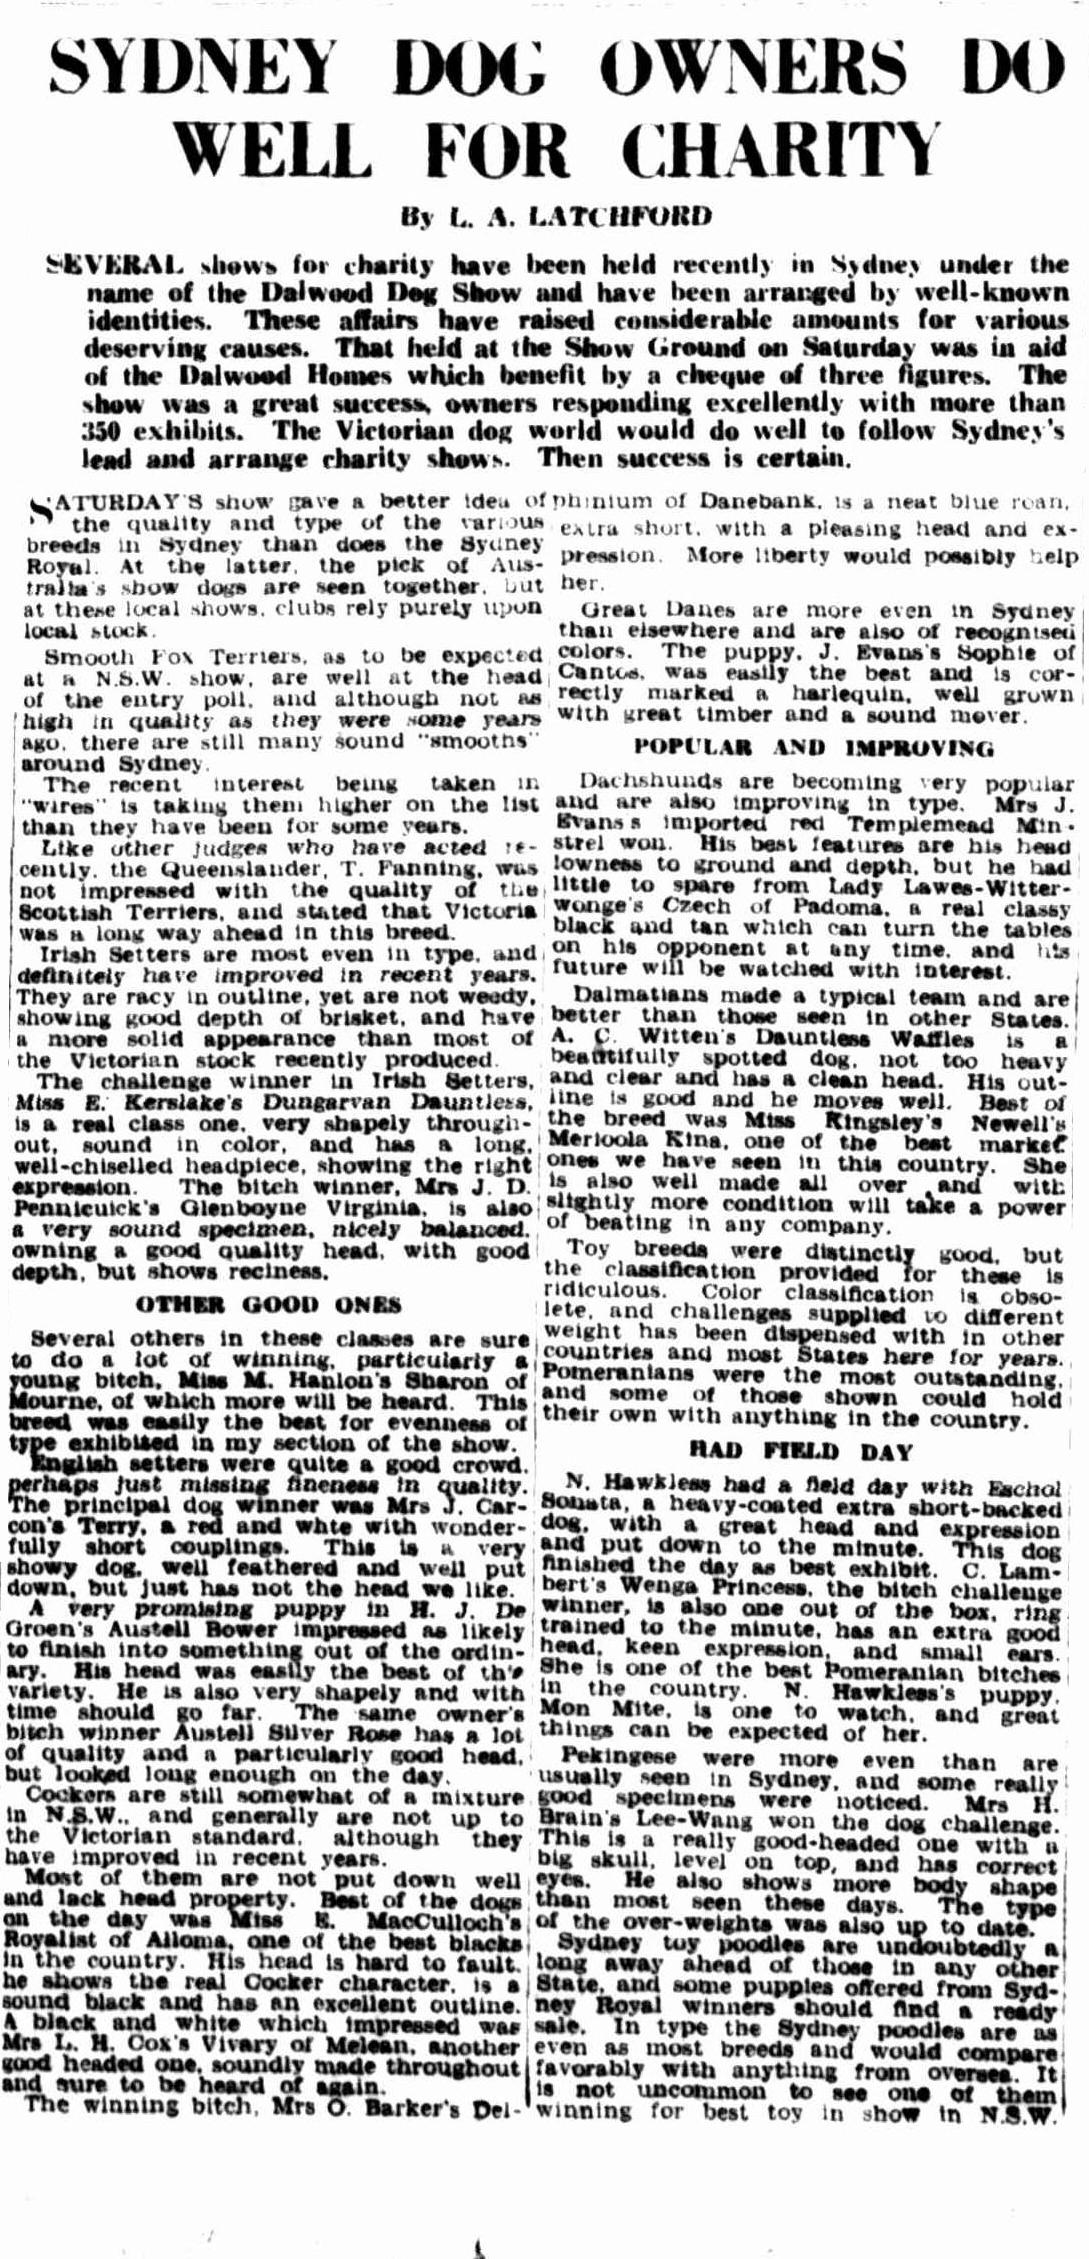 SYDNEY DOG OWNERS DO
WELL FOR CHARITY
By L. A. LATCHFORD
SEVERAL shows for charity have been held recently in Sydney under the
name of the Dalwood Dog Show and have been arranged by well-known
identities. These affairs have raised considerable amounts for various
deserving causes. That held at the Show Ground on Saturday was in aid
of the Dalwood Homes which benefit by a cheque of three figures. The
show was a great success, owners responding excellently with more than
350 exhibits. The Victorian dog world would do well to follow Sydney's
lead and arrange charity shows. Then success is certain.
SATURDAY'S show gave a better idea of
the quality and type of the various
breeds in Sydney than does the Sydney
Royal. At the latter, the pick of Aus-
tralia's show dogs are seen together, but
at these local shows, clubs rely purely upon
local stock.
Smooth Fox Terriers, as to be expected
at a N.S.W. show, are well at the head
of the entry poll, and although not as
high in quality as they were some years
ago, there are still many sound "smooths"
around Sydney.
The recent interest being taken in
"wires" is taking them higher on the list
than they have been for some years.
Like other judges who have acted re-
cently, the Queenslander, T. Fanning, was
not impressed with the quality of the
Scottish Terriers, and stated that Victoria
was a long way ahead in this breed.
Irish Setters are most even in type, and
definitely have improved in recent years.
They are racy in outline, yet are not weedy,
showing good depth of brisket, and have
a more solid appearance than most of
the Victorian stock recently produced.
The challenge winner in Irish Setters,
Miss E. Kerslake's Dungarvan Dauntless,
is a real class one, very shapely through-
out, sound in color, and has a long,
well-chiselled headpiece, showing the right
expression. The bitch winner, Mrs J. D.
Pennicuick's Glenboyne Virginia, is also
a very sound specimen, nicely balanced,
owning a good quality head, with good
depth, but shows reciness.
OTHER GOOD ONES
Several others in these classes are sure
to do a lot of winning, particularly a
young bitch, Miss M. Hanlon's Sharon of
Mourne, of which more will be heard. This
breed was easily the best for evenness of
type exhibited in my section of the show.
English setters were quite a good crowd,
perhaps just missing fineness in quality.
The principal dog winner was Mrs J. Car-
con's Terry, a red and whte with wonder-
fully short couplings. This is a very
showy dog, well feathered and well put
down, but just has not the head we like.
A very promising puppy in H. J. De
Groen's Austell Bower impressed as likely
to finish into something out of the ordin-
ary. His head was easily the best of th's
variety. He is also very shapely and with
time should go far. The same owner's
bitch winner Austell Silver Rose has a lot
of quality and a particularly good head,
but looked long enough on the day.
Cockers are still somewhat of a mixture
in N.S.W., and generally are not up to
the Victorian standard, although they
have improved in recent years.
Most of them are not put down well
and lack head property. Best of the dogs
on the day was Miss E. MacCulloch's
Royalist of Alloma, one of the best blacks
in the country. His head is hard to fault,
he shows the real Cocker character, is a
sound black and has an excellent outline.
A black and white which impressed was
Mrs L. H. Cox's Vivary of Melean, another
good headed one, soundly made throughout
and sure to be heard of again.
The winning bitch, Mrs O. Barker's Del-
phinium of Danebank, is a neat blue roan,
extra short, with a pleasing head and ex-
pression. More liberty would possibly help
her.
Great Danes are more even in Sydney
than elsewhere and are also of recognised
colors. The puppy, J. Evans's Sophie of
Cantos, was easily the best and is cor-
rectly marked a harlequin, well grown
with great timber and a sound mover.
POPULAR AND IMPROVING
Dachshunds are becoming very popular
and are also improving in type. Mrs J.
Evans s imported red Templemead Min-
strel won. His best features are his head
lowness to ground and depth, but he had
little to spare from Lady Lawes-Witter-
wonge's Czech of Padoma, a real classy
black and tan which can turn the tables
on his opponent at any time, and his
future will be watched with interest.
Dalmatians made a typical team and are
better than those seen in other States.
A. C. Witten's Dauntless Waffles is a
beautifully spotted dog, not too heavy
and clear and has a clean head. His out-
line is good and he moves well. Best of
the breed was Miss Kingsley's Newell's
Merioola Kina, one of the best market
ones we have seen in this country. She
is also well made all over and with
slightly more condition will take a power
of beating in any company.
Toy breeds were distinctly good, but
the classification provided for these is
ridiculous. Color classification is obso-
lete, and challenges supplied to different
weight has been dispensed with in other
countries and most States here for years.
Pomeranians were the most outstanding,
and some of those shown could hold
their own with anything in the country.
HAD FIELD DAY
N. Hawkless had a field day with Eschol
Sonata, a heavy-coated extra short-backed
dog, with a great head and expression
and put down to the minute. This dog
finished the day as best exhibit. C. Lam-
bert's Wenga Princess, the bitch challenge
winner, is also one out of the box, ring
trained to the minute, has an extra good
head, keen expression, and small ears.
She is one of the best Pomeranian bitches
in the country. N. Hawkless's puppy,
Mon Mite, is one to watch, and great
things can be expected of her.
Pekingese were more even than are
usually seen in Sydney, and some really
good specimens were noticed. Mrs H.
Brain's Lee-Wang won the dog challenge.
This is a really good-headed one with a
big skull, level on top, and has correct
eyes. He also shows more body shape
than most seen these days. The type
of the over-weights was also up to date.
Sydney toy poodles are undoubtedly a
long away ahead of those in any other
State, and some puppies offered from Syd-
ney Royal winners should find a ready
sale. In type the Sydney poodles are as
even as most breeds and would compare
favorably with anything from oversea. It
is not uncommon to see one of them
winning for best toy in show in N.S.W.